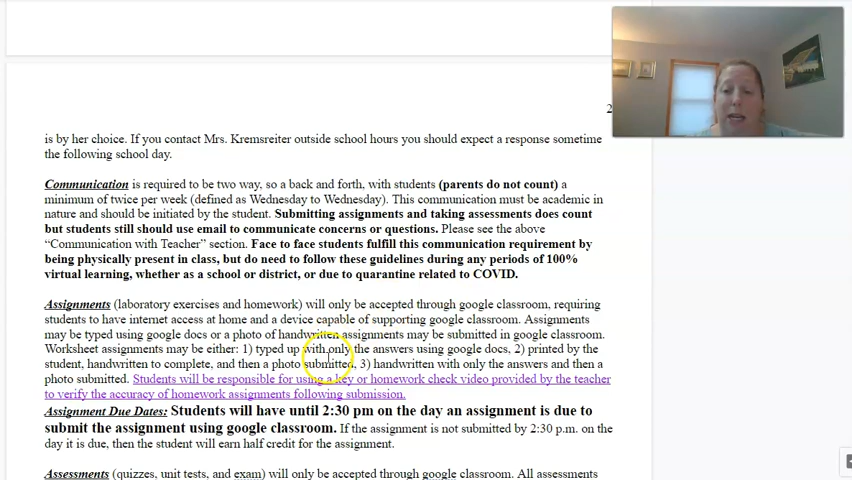 2
is by her choice. If you contact Mrs. Kremsreiter outside school hours you should expect a response sometime
the following school day.
Communication is required to be two way, so a back and forth, with students (parents do not count) a
minimum of twice per week (defined as Wednesday to Wednesday). This communication must be academic in
nature and should be initiated by the student. Submitting assignments and taking assessments does count
but students still should use email to communicate concerns or questions. Please see the above
“Communication with Teacher” section. Face to face students fulfill this communication requirement by
being physically present in class, but do need to follow these guidelines during any periods of 100%
virtual learning, whether as a school or district, or due to quarantine related to COVID.
Assignments (laboratory exercises and homework) will only be accepted through google classroom, requiring
students to have internet access at home and a device capable of supporting google classroom. Assignments
may be typed using google docs or a photo of handwritten assignments may be submitted in google classroom.
Worksheet assignments may be either: 1) typed up with only the answers using google docs, 2) printed by the
student, handwritten to complete, and then a photo submitted, 3) handwritten with only the answers and then a
photo submitted. Students will be responsible for using a key or homework check video provided by the teacher
to verify the accuracy of homework assignments following submission.
Assignment Due Dates: Students will have until 2:30 pm on the day an assignment is due to
submit the assignment using google classroom. If the assignment is not submitted by 2:30 p.m. on the
day it is due, then the student will earn half credit for the assignment.
Assessments (quizzes, unit tests, and exam) will only be accepted through google classroom. All assessments